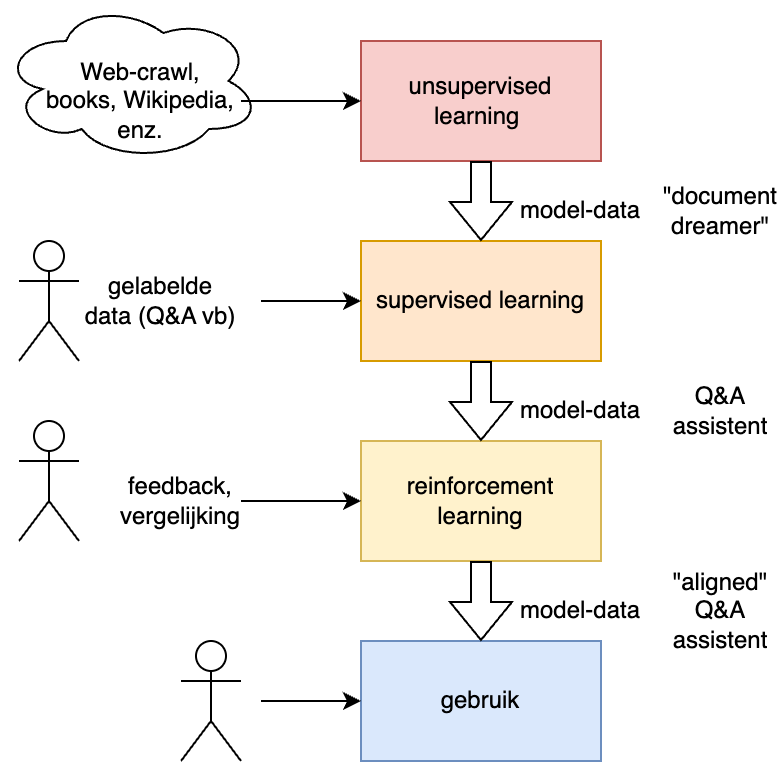 Web-crawl,
books, Wikipedia,
enz.
unsupervised
learning
model-data
"document
dreamer"
gelabelde
data (Q&A vb)
supervised learning
model-data
Q&A
assistent
feedback,
vergelijking
reinforcement
learning
model-data
"aligned"
Q&A
assistent
gebruik